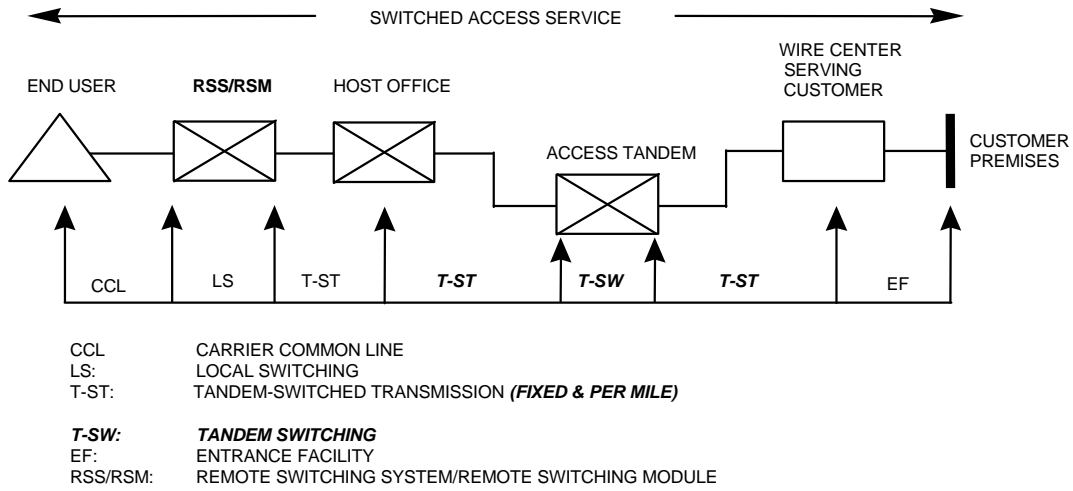 SWITCHED ACCESS SERVICE
WIRE CENTER
SERVING
CUSTOMER
END USER
RSS/RSM
HOST OFFICE
ACCESS TANDEM
CUSTOMER
PREMISES
CCL
LS
T-ST
T-ST
T-SW
T-ST
EF
CCL CARRIER COMMON LINE
LS: LOCAL SWITCHING
T-ST: TANDEM-SWITCHED TRANSMISSION (FIXED & PER MILE)
T-SW: TANDEM SWITCHING
EF: ENTRANCE FACILITY
RSS/RSM: REMOTE SWITCHING SYSTEM/REMOTE SWITCHING MODULE